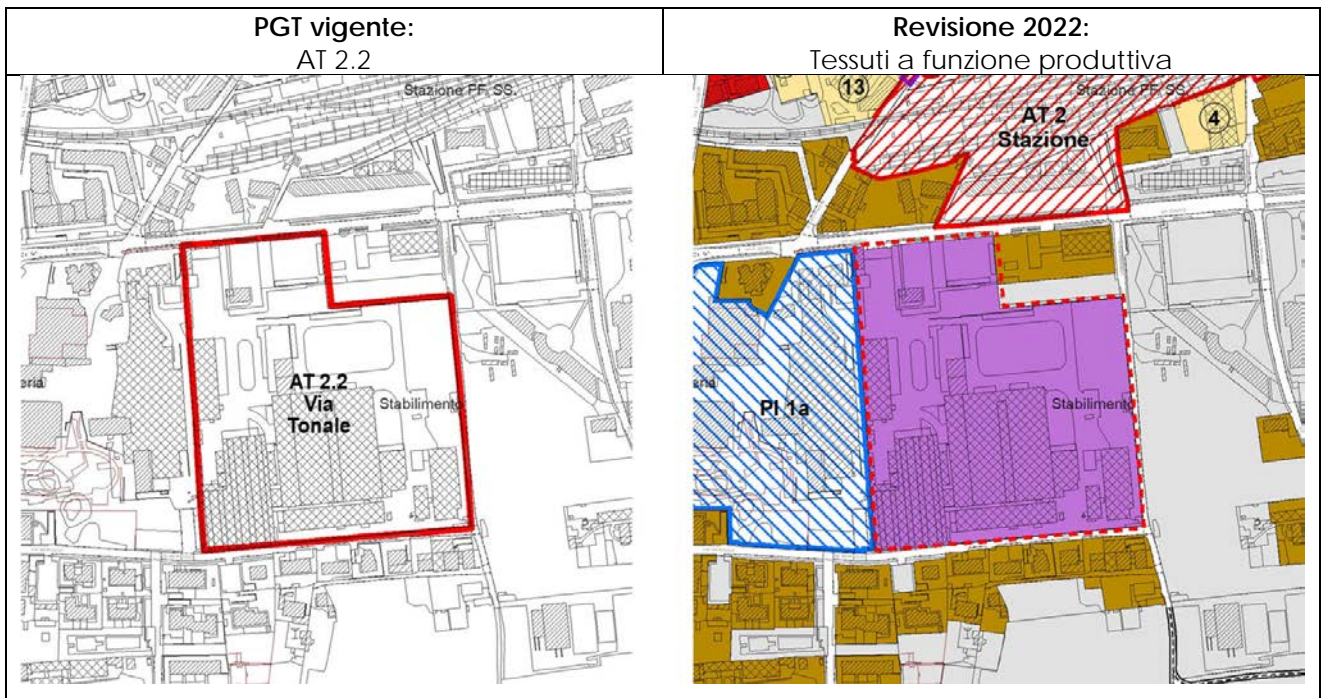 PGT vigente:
AT 2.2
Revisione 2022:
Tessuti a funzione produttiva
Stazione FF. SS.
AT 2.2
Via
Tonale
Stabilimento
13
Stazione FF. SS.
AT 2
Stazione
4
PI 1a
Stabilimento